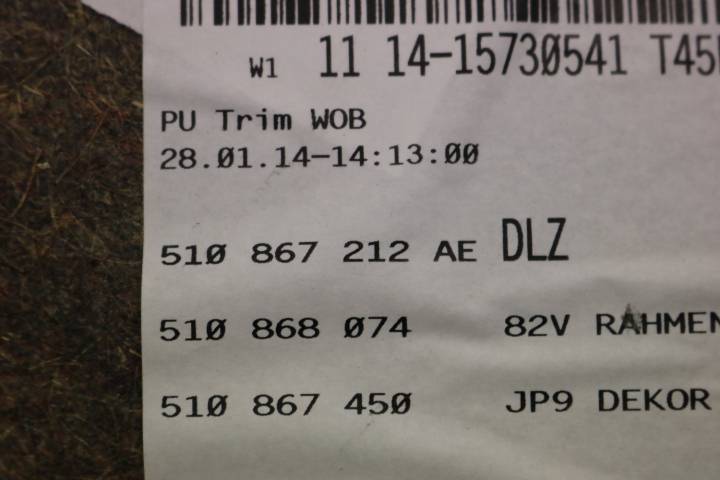 W1 11 14-15730541 T45
PU Trim WOB
28.01.14-14:13:00
510 867 212 AE DLZ
510 868 074 82V RAHMEN
510 867 450 JP9 DEKOR